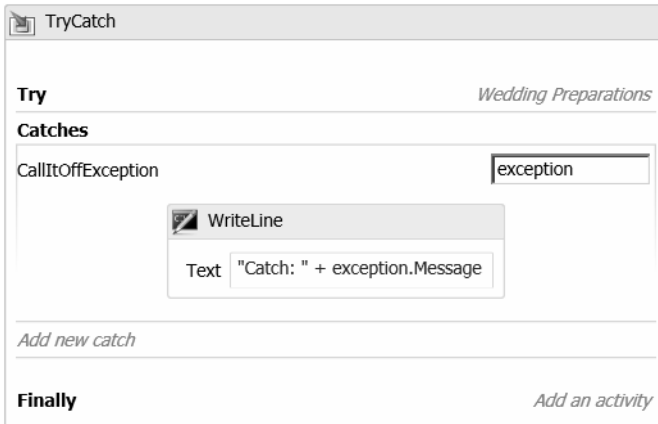 TryCatch
Try Wedding Preparations
Catches
CallItOffException exception
WriteLine
Text "Catch: " + exception.Message
Add new catch
Finally Add an activity